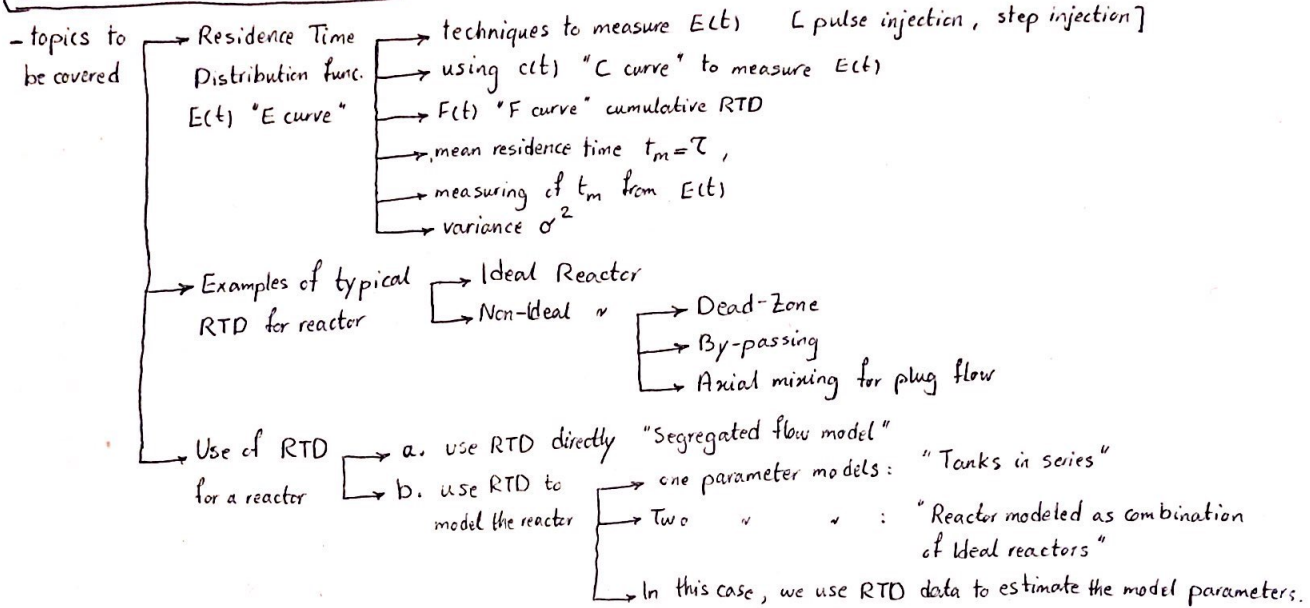 - topics to be covered
Residence Time Distribution func. E(t) "E curve"
techniques to measure E(t) [pulse injection, step injection]
using c(t) "C curve" to measure E(t)
F(t) "F curve" cumulative RTD
mean residence time tm = τ,
measuring of tm from E(t)
variance σ²
Examples of typical RTD for reactor
Ideal Reactor
Non-Ideal 〃
Dead-Zone
By-passing
Axial mixing for plug flow
Use of RTD for a reactor
a. use RTD directly "Segregated flow model"
b. use RTD to model the reactor
one parameter models: "Tanks in series"
Two 〃 〃 : "Reactor modeled as combination of Ideal reactors"
In this case, we use RTD data to estimate the model parameters.